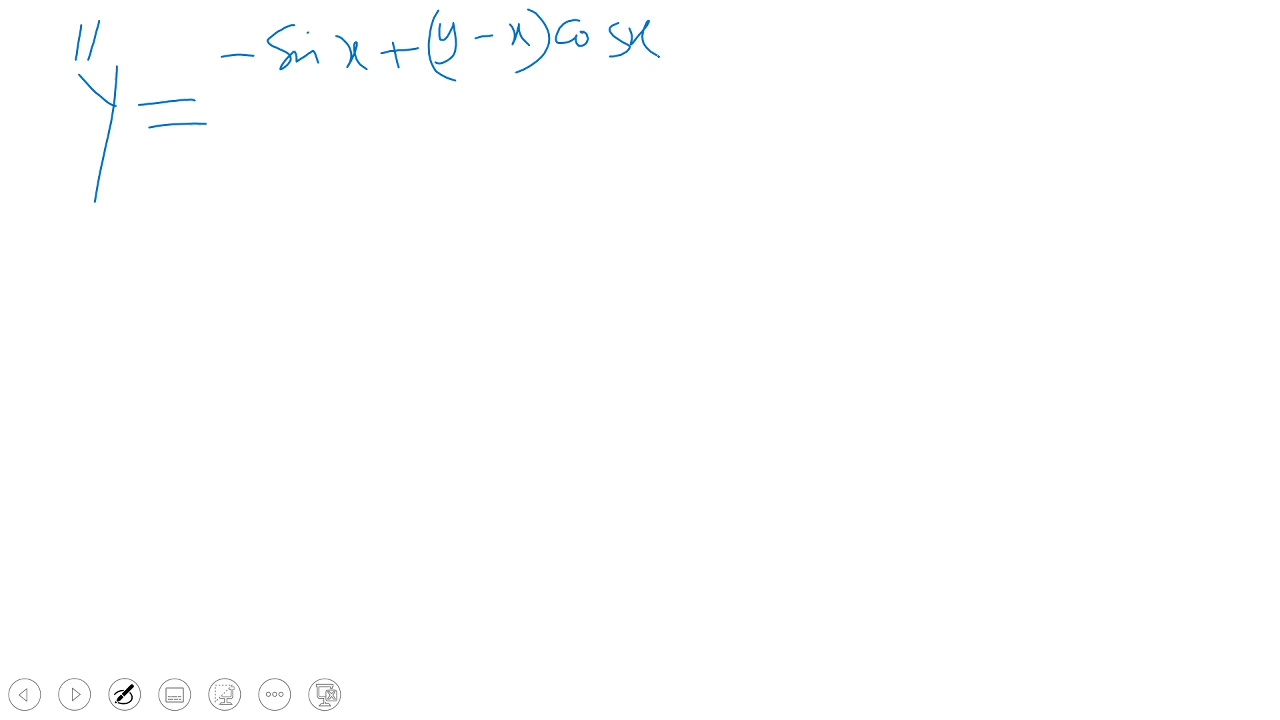 y'' = - sin x + (y - x) cos x